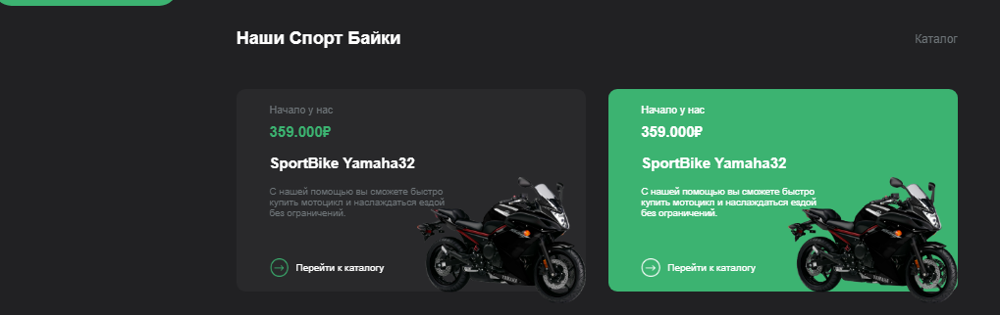 Наши Спорт Байки
Каталог
Начало у нас
359.000₽
SportBike Yamaha32
С нашей помощью вы сможете быстро
купить мотоцикл и наслаждаться ездой
без ограничений.
Перейти к каталогу
Начало у нас
359.000₽
SportBike Yamaha32
С нашей помощью вы сможете быстро
купить мотоцикл и наслаждаться ездой
без ограничений.
Перейти к каталогу